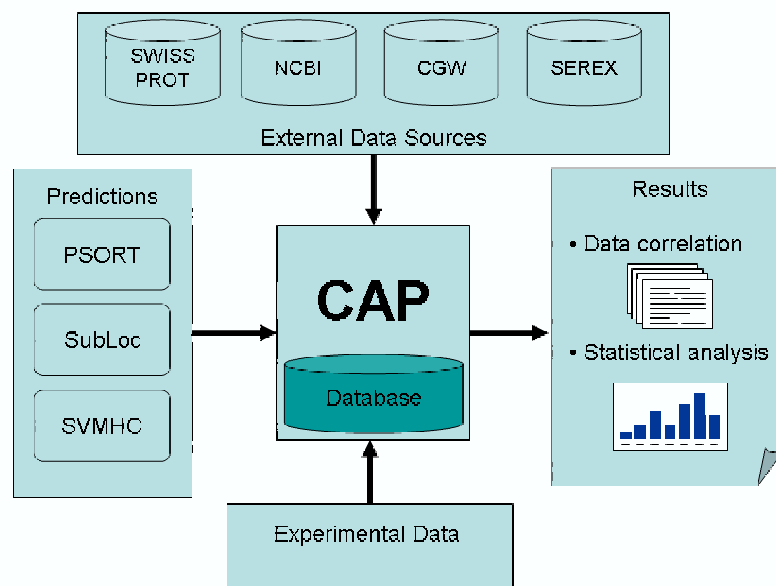 SWISS
PROT
NCBI
CGW
SEREX
External Data Sources
Predictions
PSORT
SubLoc
SVMHC
CAP
Database
Results
• Data correlation
• Statistical analysis
Experimental Data